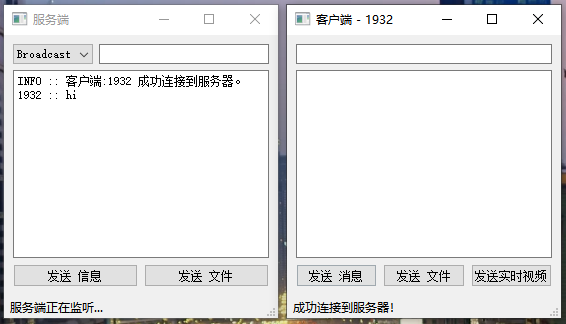 服务端
Broadcast
INFO :: 客户端:1932 成功连接到服务器。
1932 :: hi
发送 信息
发送 文件
服务端正在监听...
客户端 - 1932
发送 消息
发送 文件
发送实时视频
成功连接到服务器!